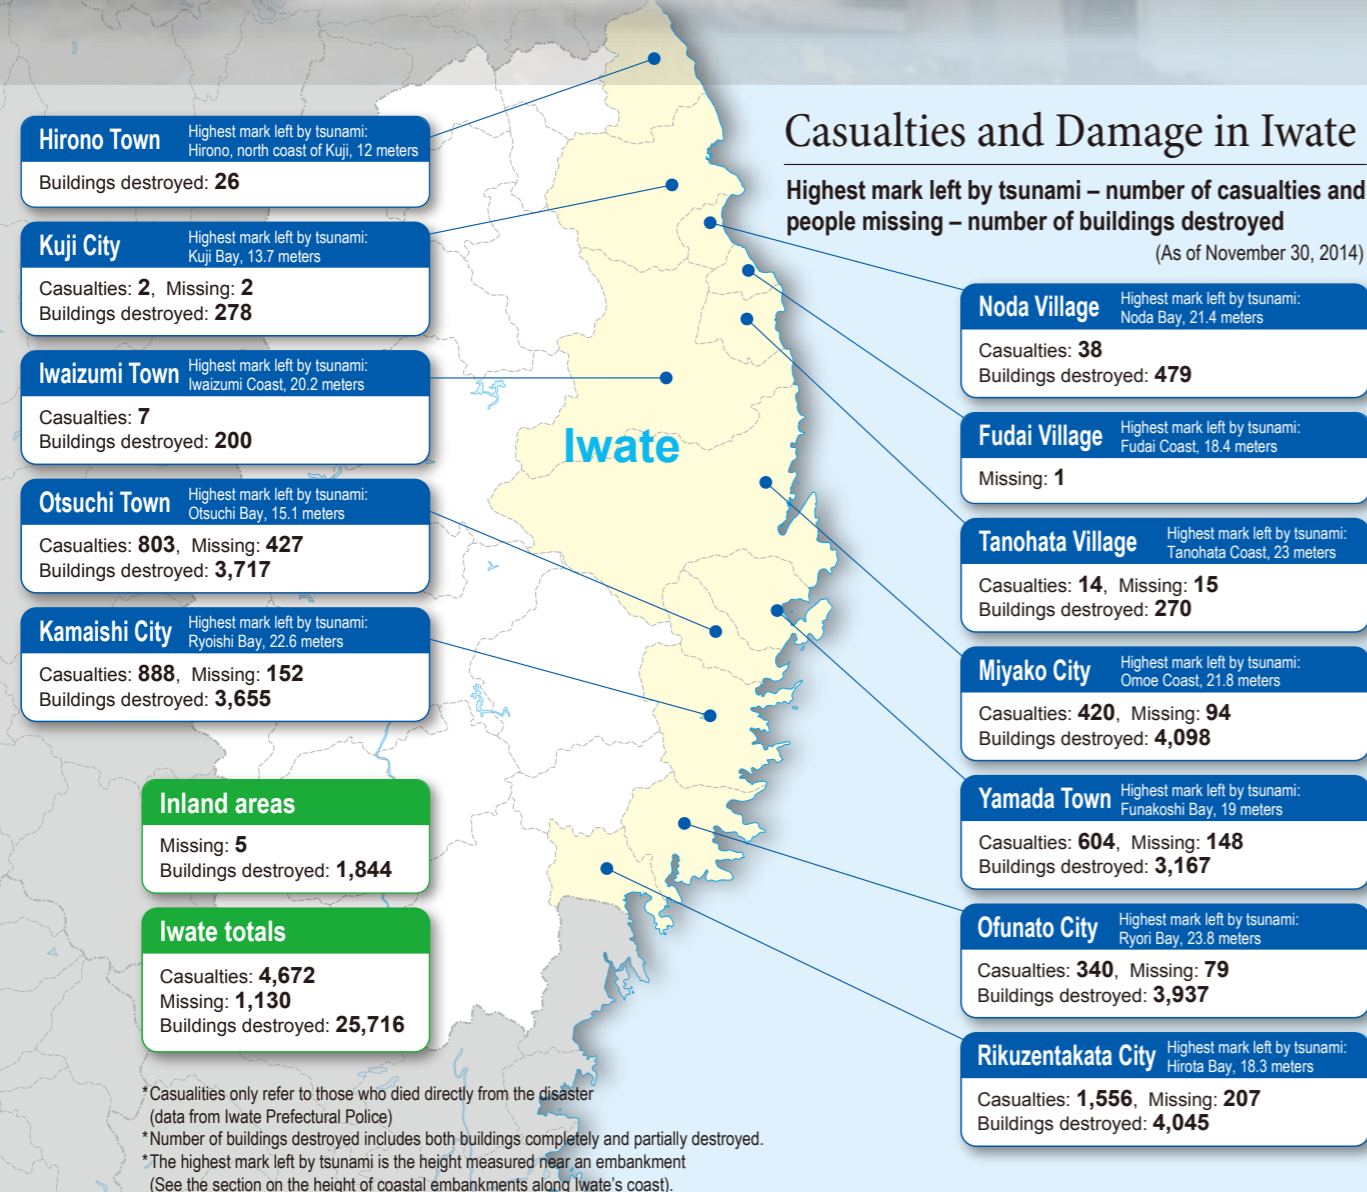 Casualties and Damage in Iwate
Highest mark left by tsunami – number of casualties and
people missing – number of buildings destroyed
(As of November 30, 2014)
Hirono Town
Highest mark left by tsunami:
Hirono, north coast of Kuji, 12 meters
Buildings destroyed: 26
Kuji City
Highest mark left by tsunami:
Kuji Bay, 13.7 meters
Casualties: 2, Missing: 2
Buildings destroyed: 278
Iwaizumi Town
Highest mark left by tsunami:
Iwaizumi Coast, 20.2 meters
Casualties: 7
Buildings destroyed: 200
Otsuchi Town
Highest mark left by tsunami:
Otsuchi Bay, 15.1 meters
Casualties: 803, Missing: 427
Buildings destroyed: 3,717
Kamaishi City
Highest mark left by tsunami:
Ryoishi Bay, 22.6 meters
Casualties: 888, Missing: 152
Buildings destroyed: 3,655
Inland areas
Missing: 5
Buildings destroyed: 1,844
Iwate totals
Casualties: 4,672
Missing: 1,130
Buildings destroyed: 25,716
Iwate
Noda Village
Highest mark left by tsunami:
Noda Bay, 21.4 meters
Casualties: 38
Buildings destroyed: 479
Fudai Village
Highest mark left by tsunami:
Fudai Coast, 18.4 meters
Missing: 1
Tanohata Village
Highest mark left by tsunami:
Tanohata Coast, 23 meters
Casualties: 14, Missing: 15
Buildings destroyed: 270
Miyako City
Highest mark left by tsunami:
Omoe Coast, 21.8 meters
Casualties: 420, Missing: 94
Buildings destroyed: 4,098
Yamada Town
Highest mark left by tsunami:
Funakoshi Bay, 19 meters
Casualties: 604, Missing: 148
Buildings destroyed: 3,167
Ofunato City
Highest mark left by tsunami:
Ryori Bay, 23.8 meters
Casualties: 340, Missing: 79
Buildings destroyed: 3,937
Rikuzentakata City
Highest mark left by tsunami:
Hirota Bay, 18.3 meters
Casualties: 1,556, Missing: 207
Buildings destroyed: 4,045
*Casualities only refer to those who died directly from the disaster
(data from Iwate Prefectural Police)
*Number of buildings destroyed includes both buildings completely and partially destroyed.
*The highest mark left by tsunami is the height measured near an embankment
(See the section on the height of coastal embankments along Iwate's coast).